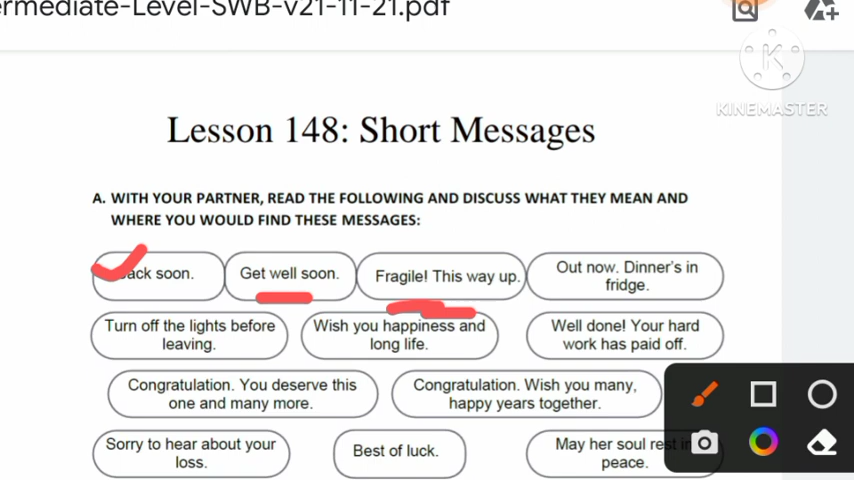 ermediate-Level-SWB-v21-11-21.pdf
KINEMASTER
Lesson 148: Short Messages
A. WITH YOUR PARTNER, READ THE FOLLOWING AND DISCUSS WHAT THEY MEAN AND
WHERE YOU WOULD FIND THESE MESSAGES:
ack soon.
Get well soon.
Fragile! This way up.
Out now. Dinner's in
fridge.
Turn off the lights before
leaving.
Wish you happiness and
long life.
Well done! Your hard
work has paid off.
Congratulation. You deserve this
one and many more.
Congratulation. Wish you many,
happy years together.
Sorry to hear about your
loss.
Best of luck.
May her soul rest in
peace.